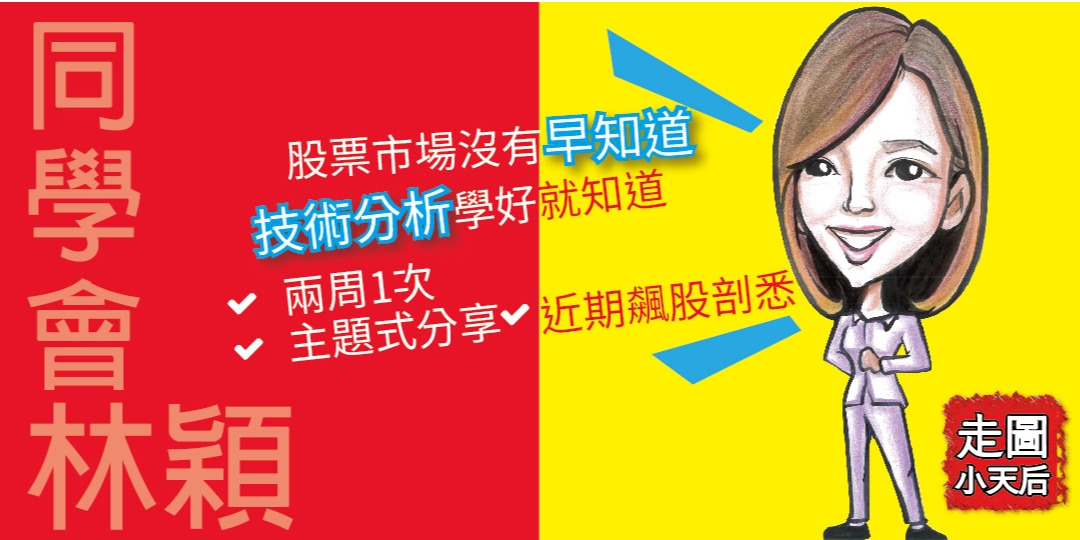 同學會
林穎
股票市場沒有早知道
技術分析學好就知道
兩周1次
主題式分享
近期飆股剖悉
走圖
小天后